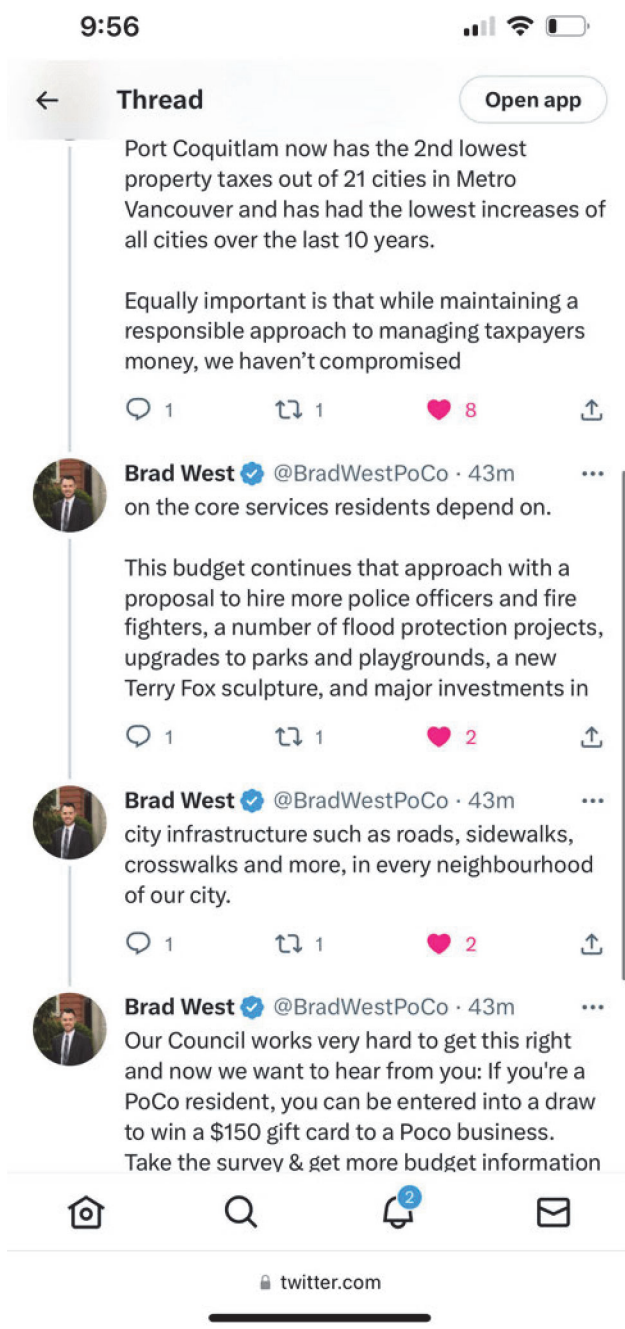 9:56
Thread
Open app
Port Coquitlam now has the 2nd lowest
property taxes out of 21 cities in Metro
Vancouver and has had the lowest increases of
all cities over the last 10 years.
Equally important is that while maintaining a
responsible approach to managing taxpayers
money, we haven't compromised
1 1 8
Brad West @BradWestPoCo · 43m
on the core services residents depend on.
This budget continues that approach with a
proposal to hire more police officers and fire
fighters, a number of flood protection projects,
upgrades to parks and playgrounds, a new
Terry Fox sculpture, and major investments in
1 1 2
Brad West @BradWestPoCo · 43m
city infrastructure such as roads, sidewalks,
crosswalks and more, in every neighbourhood
of our city.
1 1 2
Brad West @BradWestPoCo · 43m
Our Council works very hard to get this right
and now we want to hear from you: If you're a
PoCo resident, you can be entered into a draw
to win a $150 gift card to a Poco business.
Take the survey & get more budget information
2
twitter.com